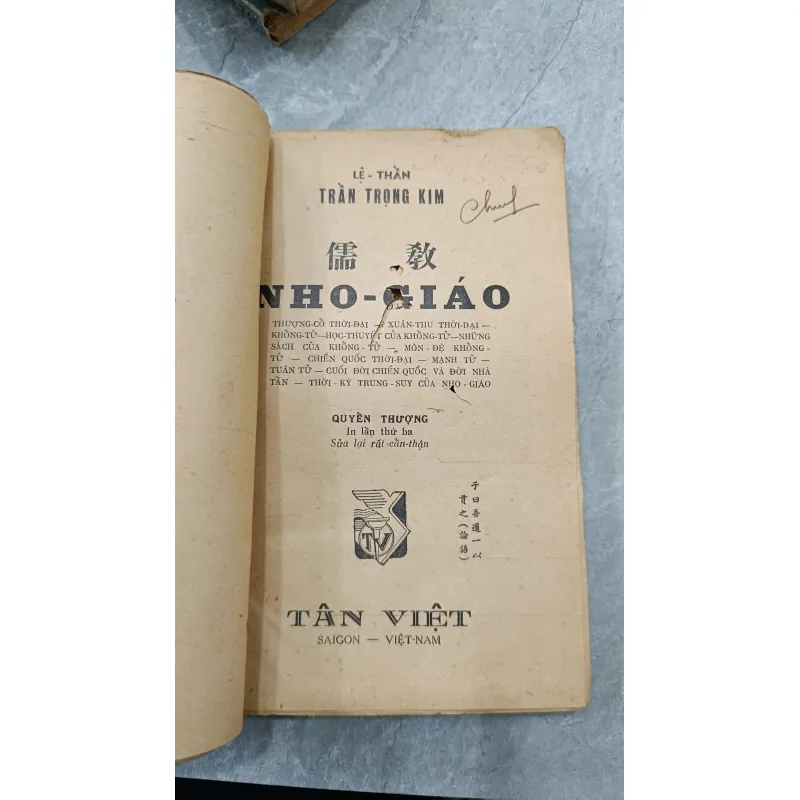 LỆ - THẦN
TRẦN TRỌNG KIM
儒 教
NHO-GIÁO
THƯỢNG-CỔ THỜI-ĐẠI — XUÂN-THU THỜI-ĐẠI —
KHỔNG-TỬ — HỌC-THUYẾT CỦA KHỔNG-TỬ — NHỮNG
SÁCH CỦA KHỔNG - TỬ — MÔN - ĐỆ KHỔNG -
TỬ — CHIẾN QUỐC THỜI-ĐẠI — MẠNH TỬ —
TUÂN TỬ — CUỐI ĐỜI CHIẾN QUỐC VÀ ĐỜI NHÀ
TẦN — THỜI - KỲ TRUNG - SUY CỦA NHO - GIÁO
QUYỂN THƯỢNG
In lần thứ ba
Sửa lại rất cẩn-thận
子曰吾道一以
貫之(論語)
TV
TÂN VIỆT
SAIGON — VIỆT-NAM